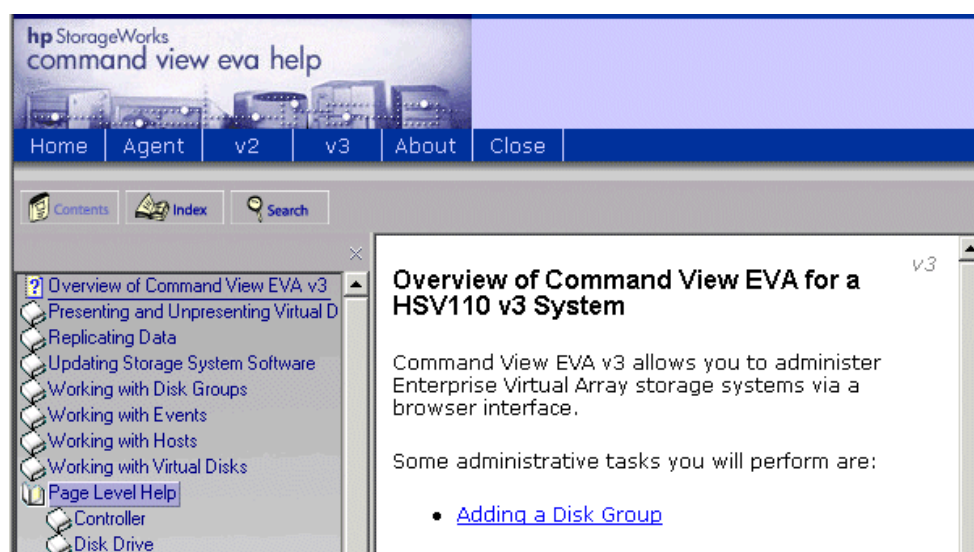 hp StorageWorks
command view eva help
Home Agent v2 v3 About Close
Contents Index Search
Overview of Command View EVA v3
Presenting and Unpresenting Virtual D
Replicating Data
Updating Storage System Software
Working with Disk Groups
Working with Events
Working with Hosts
Working with Virtual Disks
Page Level Help
Controller
Disk Drive
v3
Overview of Command View EVA for a
HSV110 v3 System
Command View EVA v3 allows you to administer
Enterprise Virtual Array storage systems via a
browser interface.
Some administrative tasks you will perform are:
• Adding a Disk Group